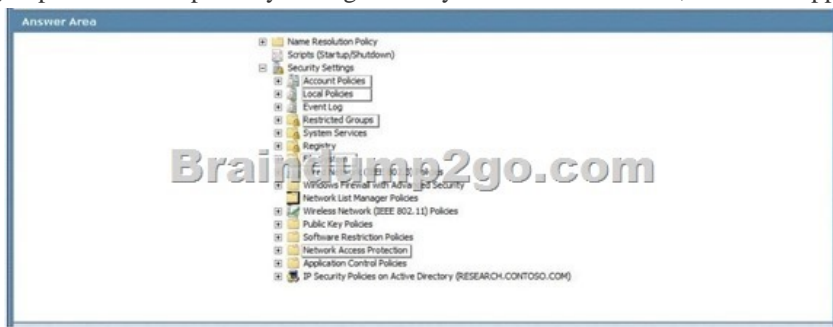 Answer Area
Name Resolution Policy
Scripts (Startup/Shutdown)
Security Settings
Account Policies
Local Policies
Event Log
Restricted Groups
System Services
Registry
Braindump2go.com
Policies
Windows Firewall with Advanced Security
Network List Manager Policies
Wireless Network (IEEE 802.11) Policies
Public Key Policies
Software Restriction Policies
Network Access Protection
Application Control Policies
IP Security Policies on Active Directory (RESEARCH.CONTOSO.COM)